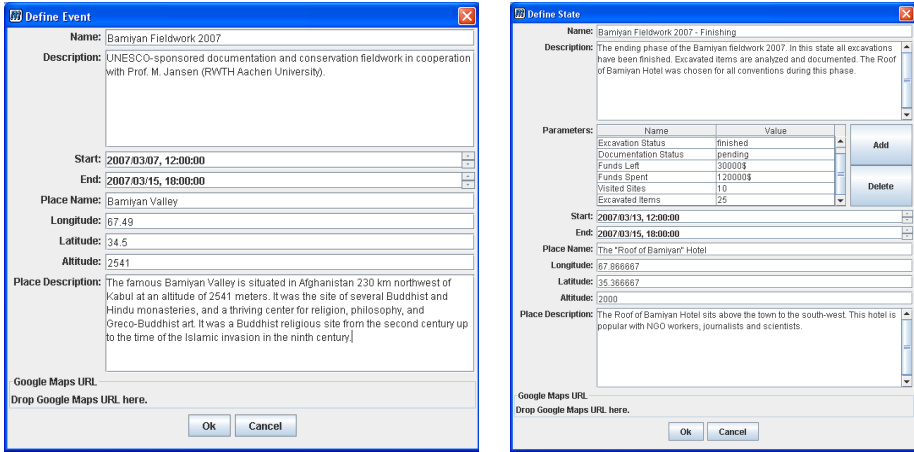 Define Event
Name: Bamiyan Fieldwork 2007
Description: UNESCO-sponsored documentation and conservation fieldwork in cooperation
with Prof. M. Jansen (RWTH Aachen University).
Start: 2007/03/07, 12:00:00
End: 2007/03/15, 18:00:00
Place Name: Bamiyan Valley
Longitude: 67.49
Latitude: 34.5
Altitude: 2541
Place Description: The famous Bamiyan Valley is situated in Afghanistan 230 km northwest of
Kabul at an altitude of 2541 meters. It was the site of several Buddhist and
Hindu monasteries, and a thriving center for religion, philosophy, and
Greco-Buddhist art. It was a Buddhist religious site from the second century up
to the time of the Islamic invasion in the ninth century.
Google Maps URL
Drop Google Maps URL here.
Ok Cancel
Define State
Name: Bamiyan Fieldwork 2007 - Finishing
Description: The ending phase of the Bamiyan fieldwork 2007. In this state all excavations
have been finished. Excavated items are analyzed and documented. The Roof
of Bamiyan Hotel was chosen for all conventions during this phase.
Parameters: Name Value
Excavation Status finished
Documentation Status pending
Funds Left 30000$
Funds Spent 120000$
Visited Sites 10
Excavated Items 25
Add
Delete
Start: 2007/03/13, 12:00:00
End: 2007/03/15, 18:00:00
Place Name: The "Roof of Bamiyan" Hotel
Longitude: 67.866667
Latitude: 35.366667
Altitude: 2000
Place Description: The Roof of Bamiyan Hotel sits above the town to the south-west. This hotel is
popular with NGO workers, journalists and scientists.
Google Maps URL
Drop Google Maps URL here.
Ok Cancel